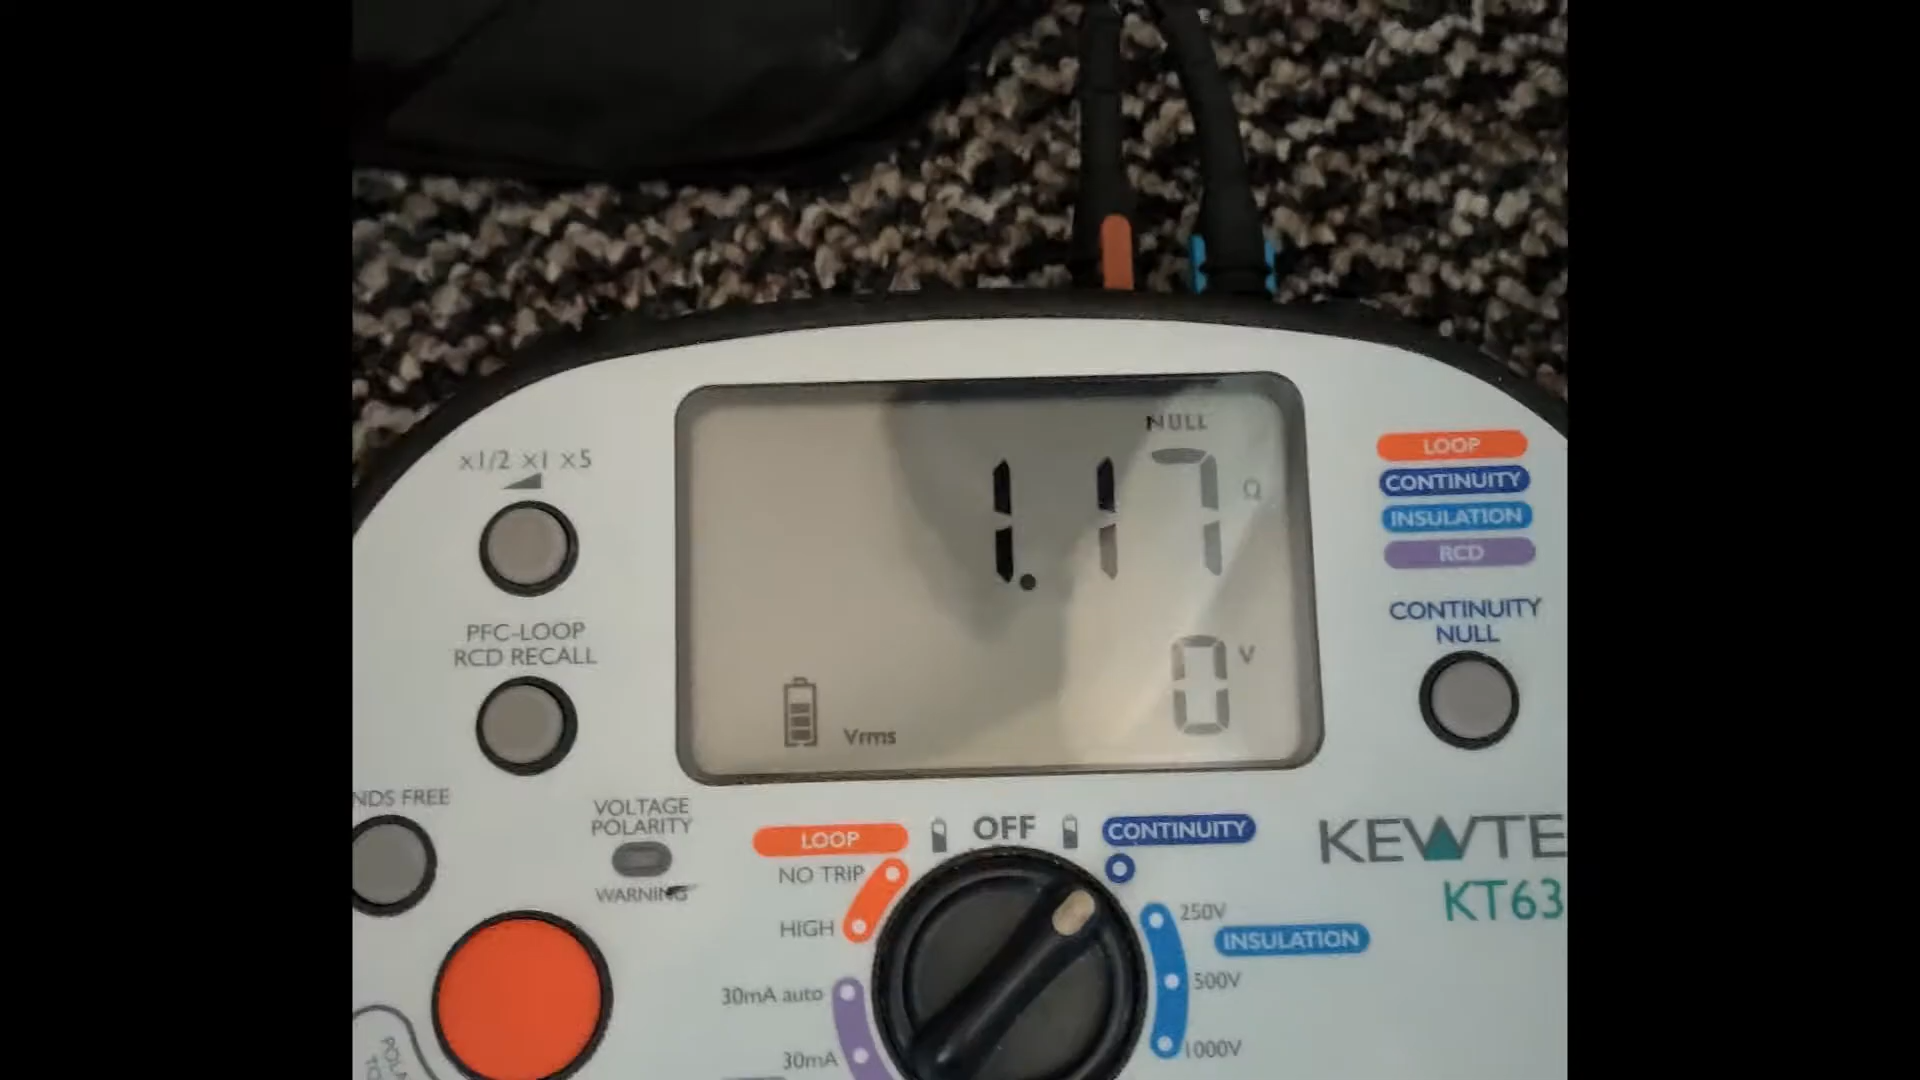 NULL
1.17 Ω
0 V
Vrms
x1/2 x1 x5
PFC-LOOP
RCD RECALL
NDS FREE
VOLTAGE
POLARITY
WARNING
LOOP
CONTINUITY
INSULATION
RCD
CONTINUITY
NULL
KEWTE
KT63
LOOP
OFF
CONTINUITY
NO TRIP
HIGH
30mA auto
30mA
250V
INSULATION
500V
1000V